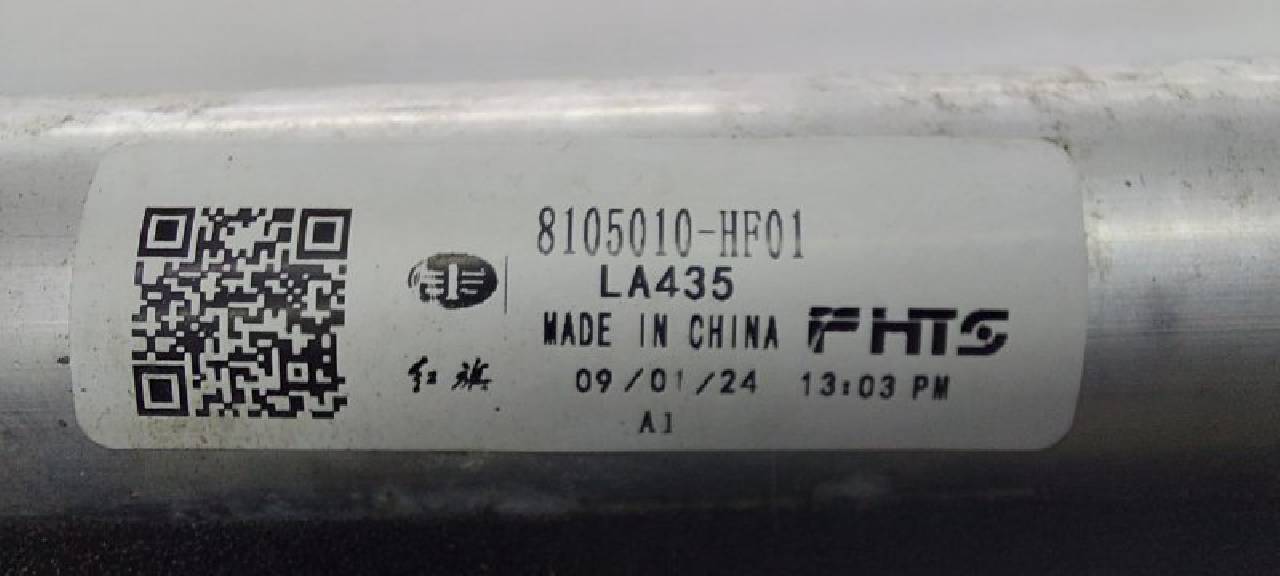 8105010-HF01
LA435
MADE IN CHINA FHTS
红旗 09/01/24 13:03 PM
A1